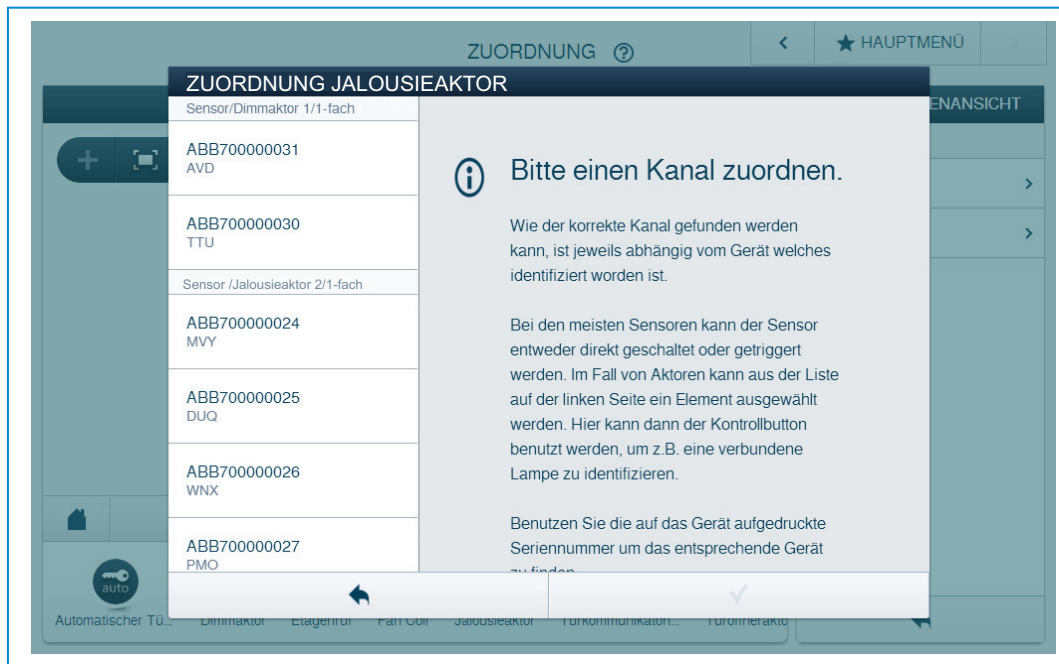 ZUORDNUNG
HAUPTMENÜ
ENANSICHT
ZUORDNUNG JALOUSIEAKTOR
Sensor/Dimmaktor 1/1-fach
ABB700000031
AVD
ABB700000030
TTU
Sensor /Jalousieaktor 2/1-fach
ABB700000024
MVY
ABB700000025
DUQ
ABB700000026
WNX
ABB700000027
PMO
Bitte einen Kanal zuordnen.
Wie der korrekte Kanal gefunden werden
kann, ist jeweils abhängig vom Gerät welches
identifiziert worden ist.
Bei den meisten Sensoren kann der Sensor
entweder direkt geschaltet oder getriggert
werden. Im Fall von Aktoren kann aus der Liste
auf der linken Seite ein Element ausgewählt
werden. Hier kann dann der Kontrollbutton
benutzt werden, um z.B. eine verbundene
Lampe zu identifizieren.
Benutzen Sie die auf das Gerät aufgedruckte
Seriennummer um das entsprechende Gerät
zu finden
auto
Automatischer Tü... Dimmaktor Etagenruf Fan Coil Jalousieaktor Türkommunikation... Türöffnerakto